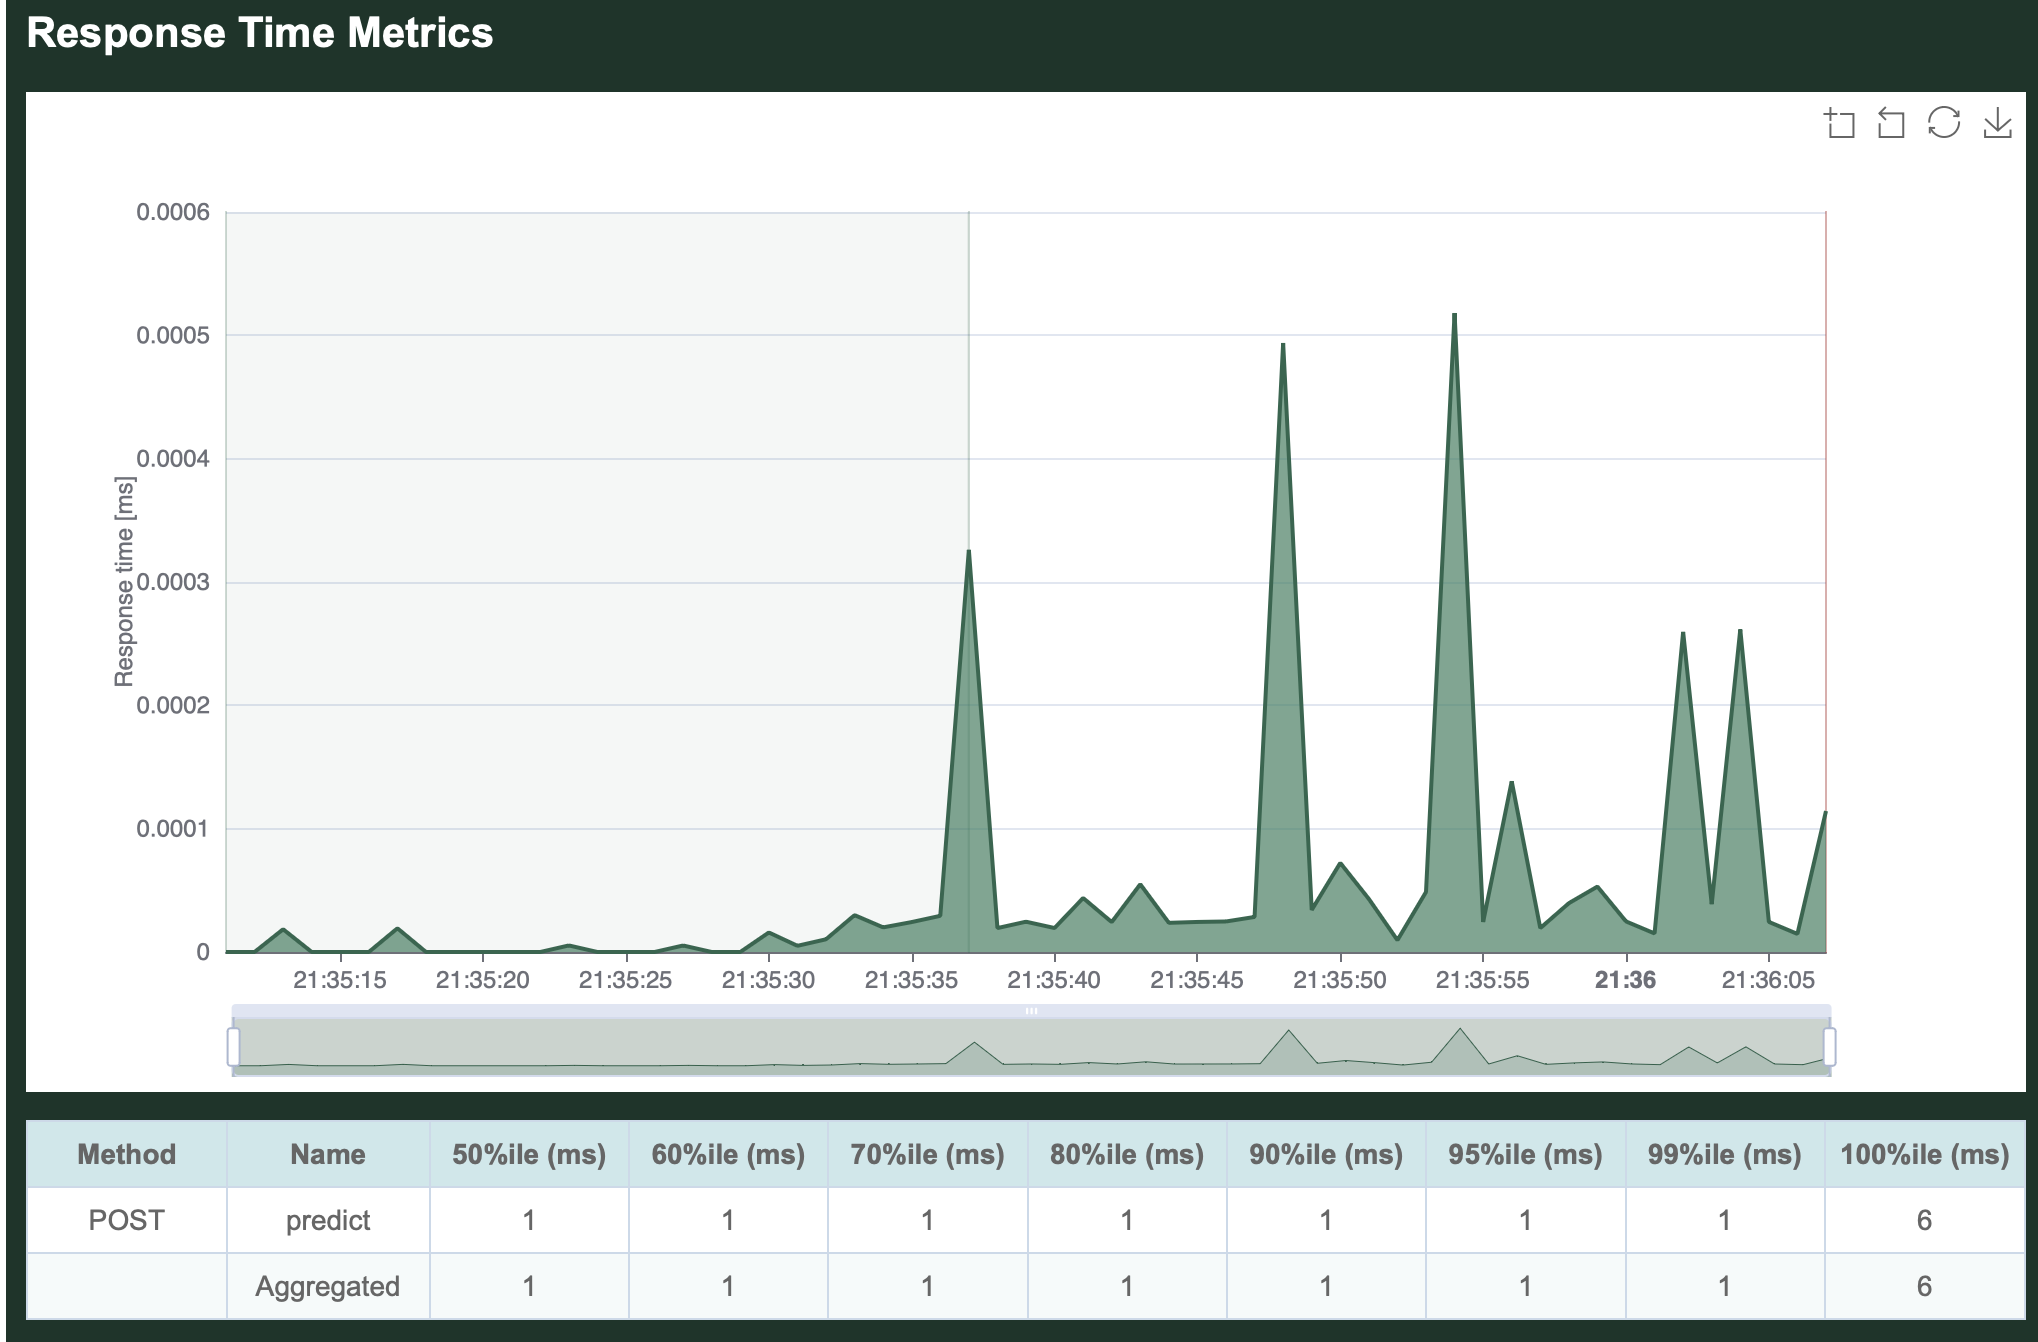 Response Time Metrics
0.0006
0.0005
0.0004
0.0003
0.0002
0.0001
0
Response time [ms]
21:35:15 21:35:20 21:35:25 21:35:30 21:35:35 21:35:40 21:35:45 21:35:50 21:35:55 21:36 21:36:05
Method Name 50%ile (ms) 60%ile (ms) 70%ile (ms) 80%ile (ms) 90%ile (ms) 95%ile (ms) 99%ile (ms) 100%ile (ms)
POST predict 1 1 1 1 1 1 1 6
Aggregated 1 1 1 1 1 1 1 6